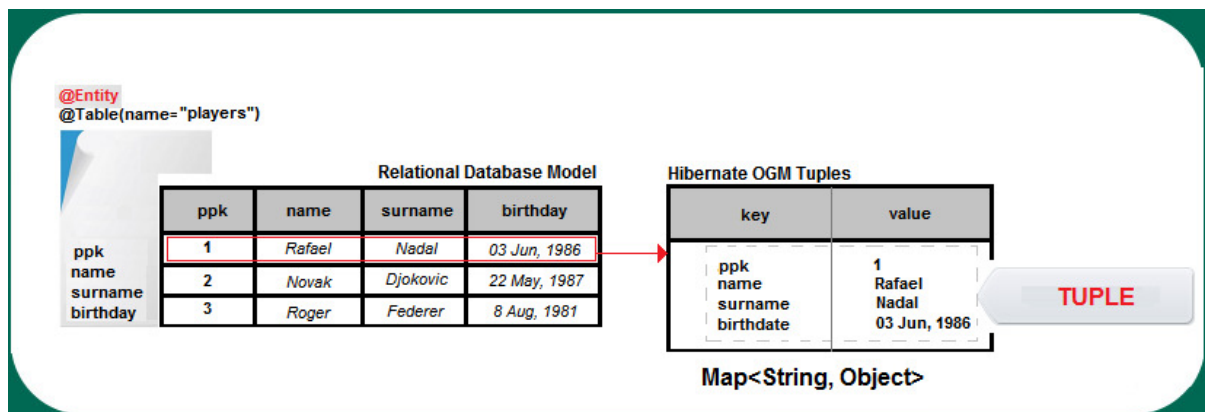 @Entity
@Table(name="players")
ppk
name
surname
birthday
Relational Database Model
ppk name surname birthday
1 Rafael Nadal 03 Jun, 1986
2 Novak Djokovic 22 May, 1987
3 Roger Federer 8 Aug, 1981
Hibernate OGM Tuples
key value
ppk 1
name Rafael
surname Nadal
birthdate 03 Jun, 1986
TUPLE
Map<String, Object>